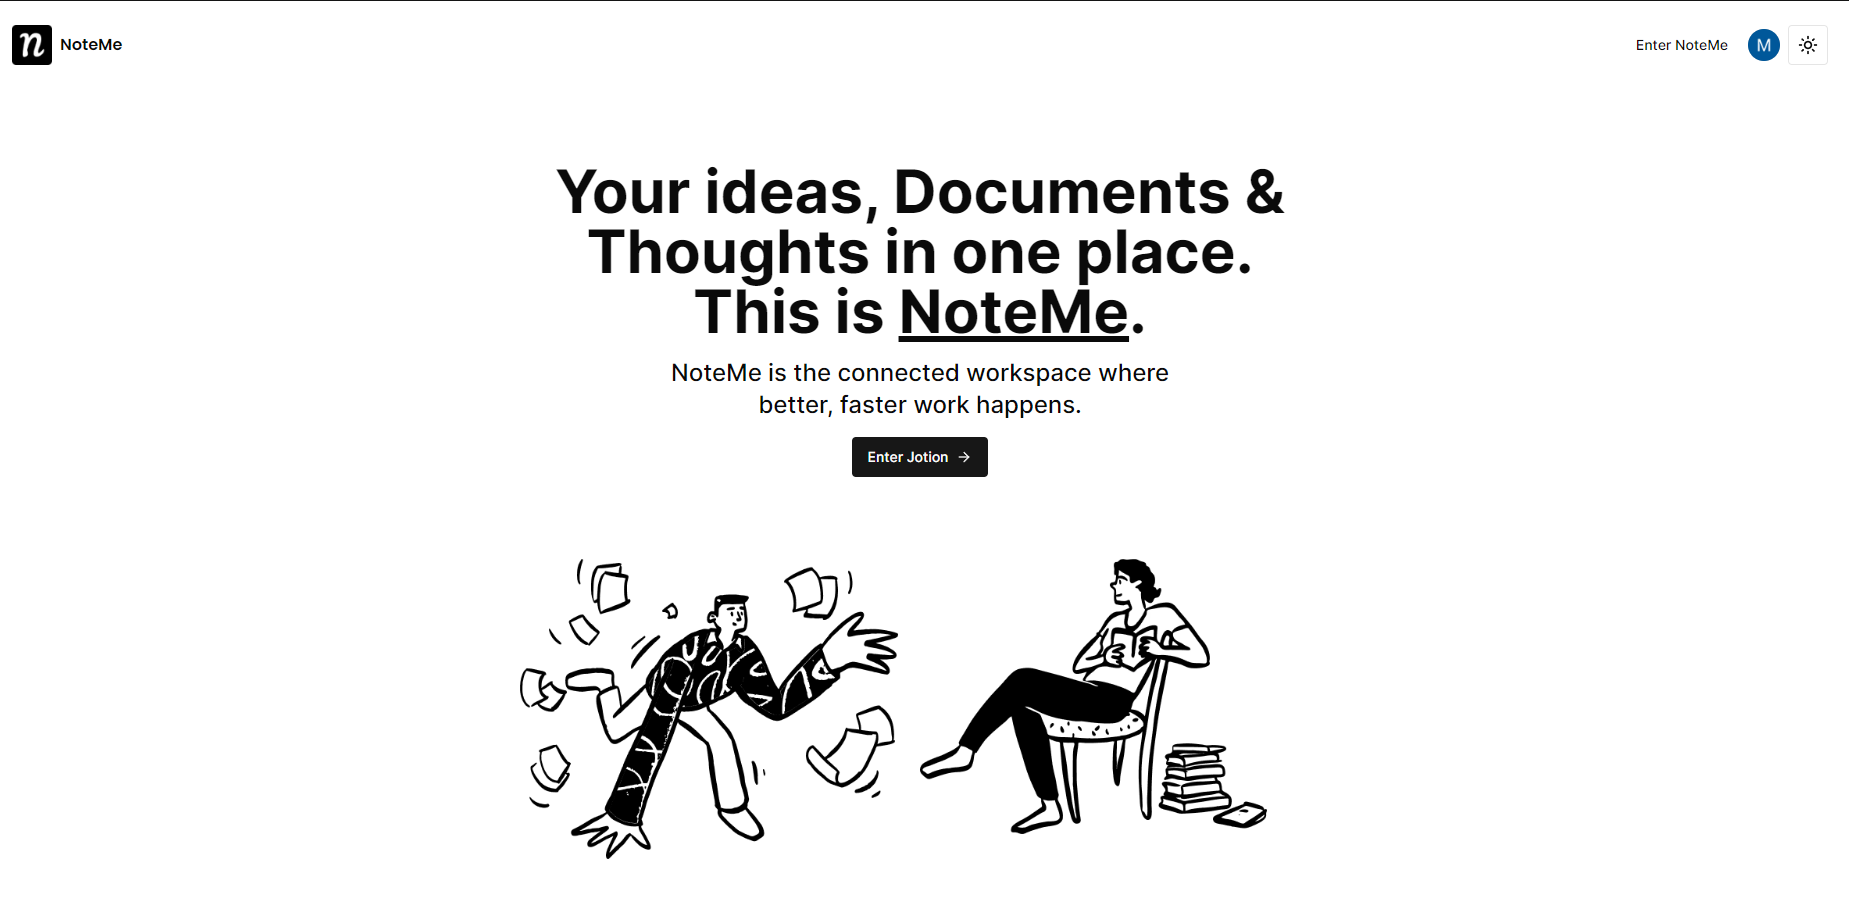 n NoteMe
Enter NoteMe
M
Your ideas, Documents &
Thoughts in one place.
This is NoteMe.
NoteMe is the connected workspace where
better, faster work happens.
Enter Jotion →